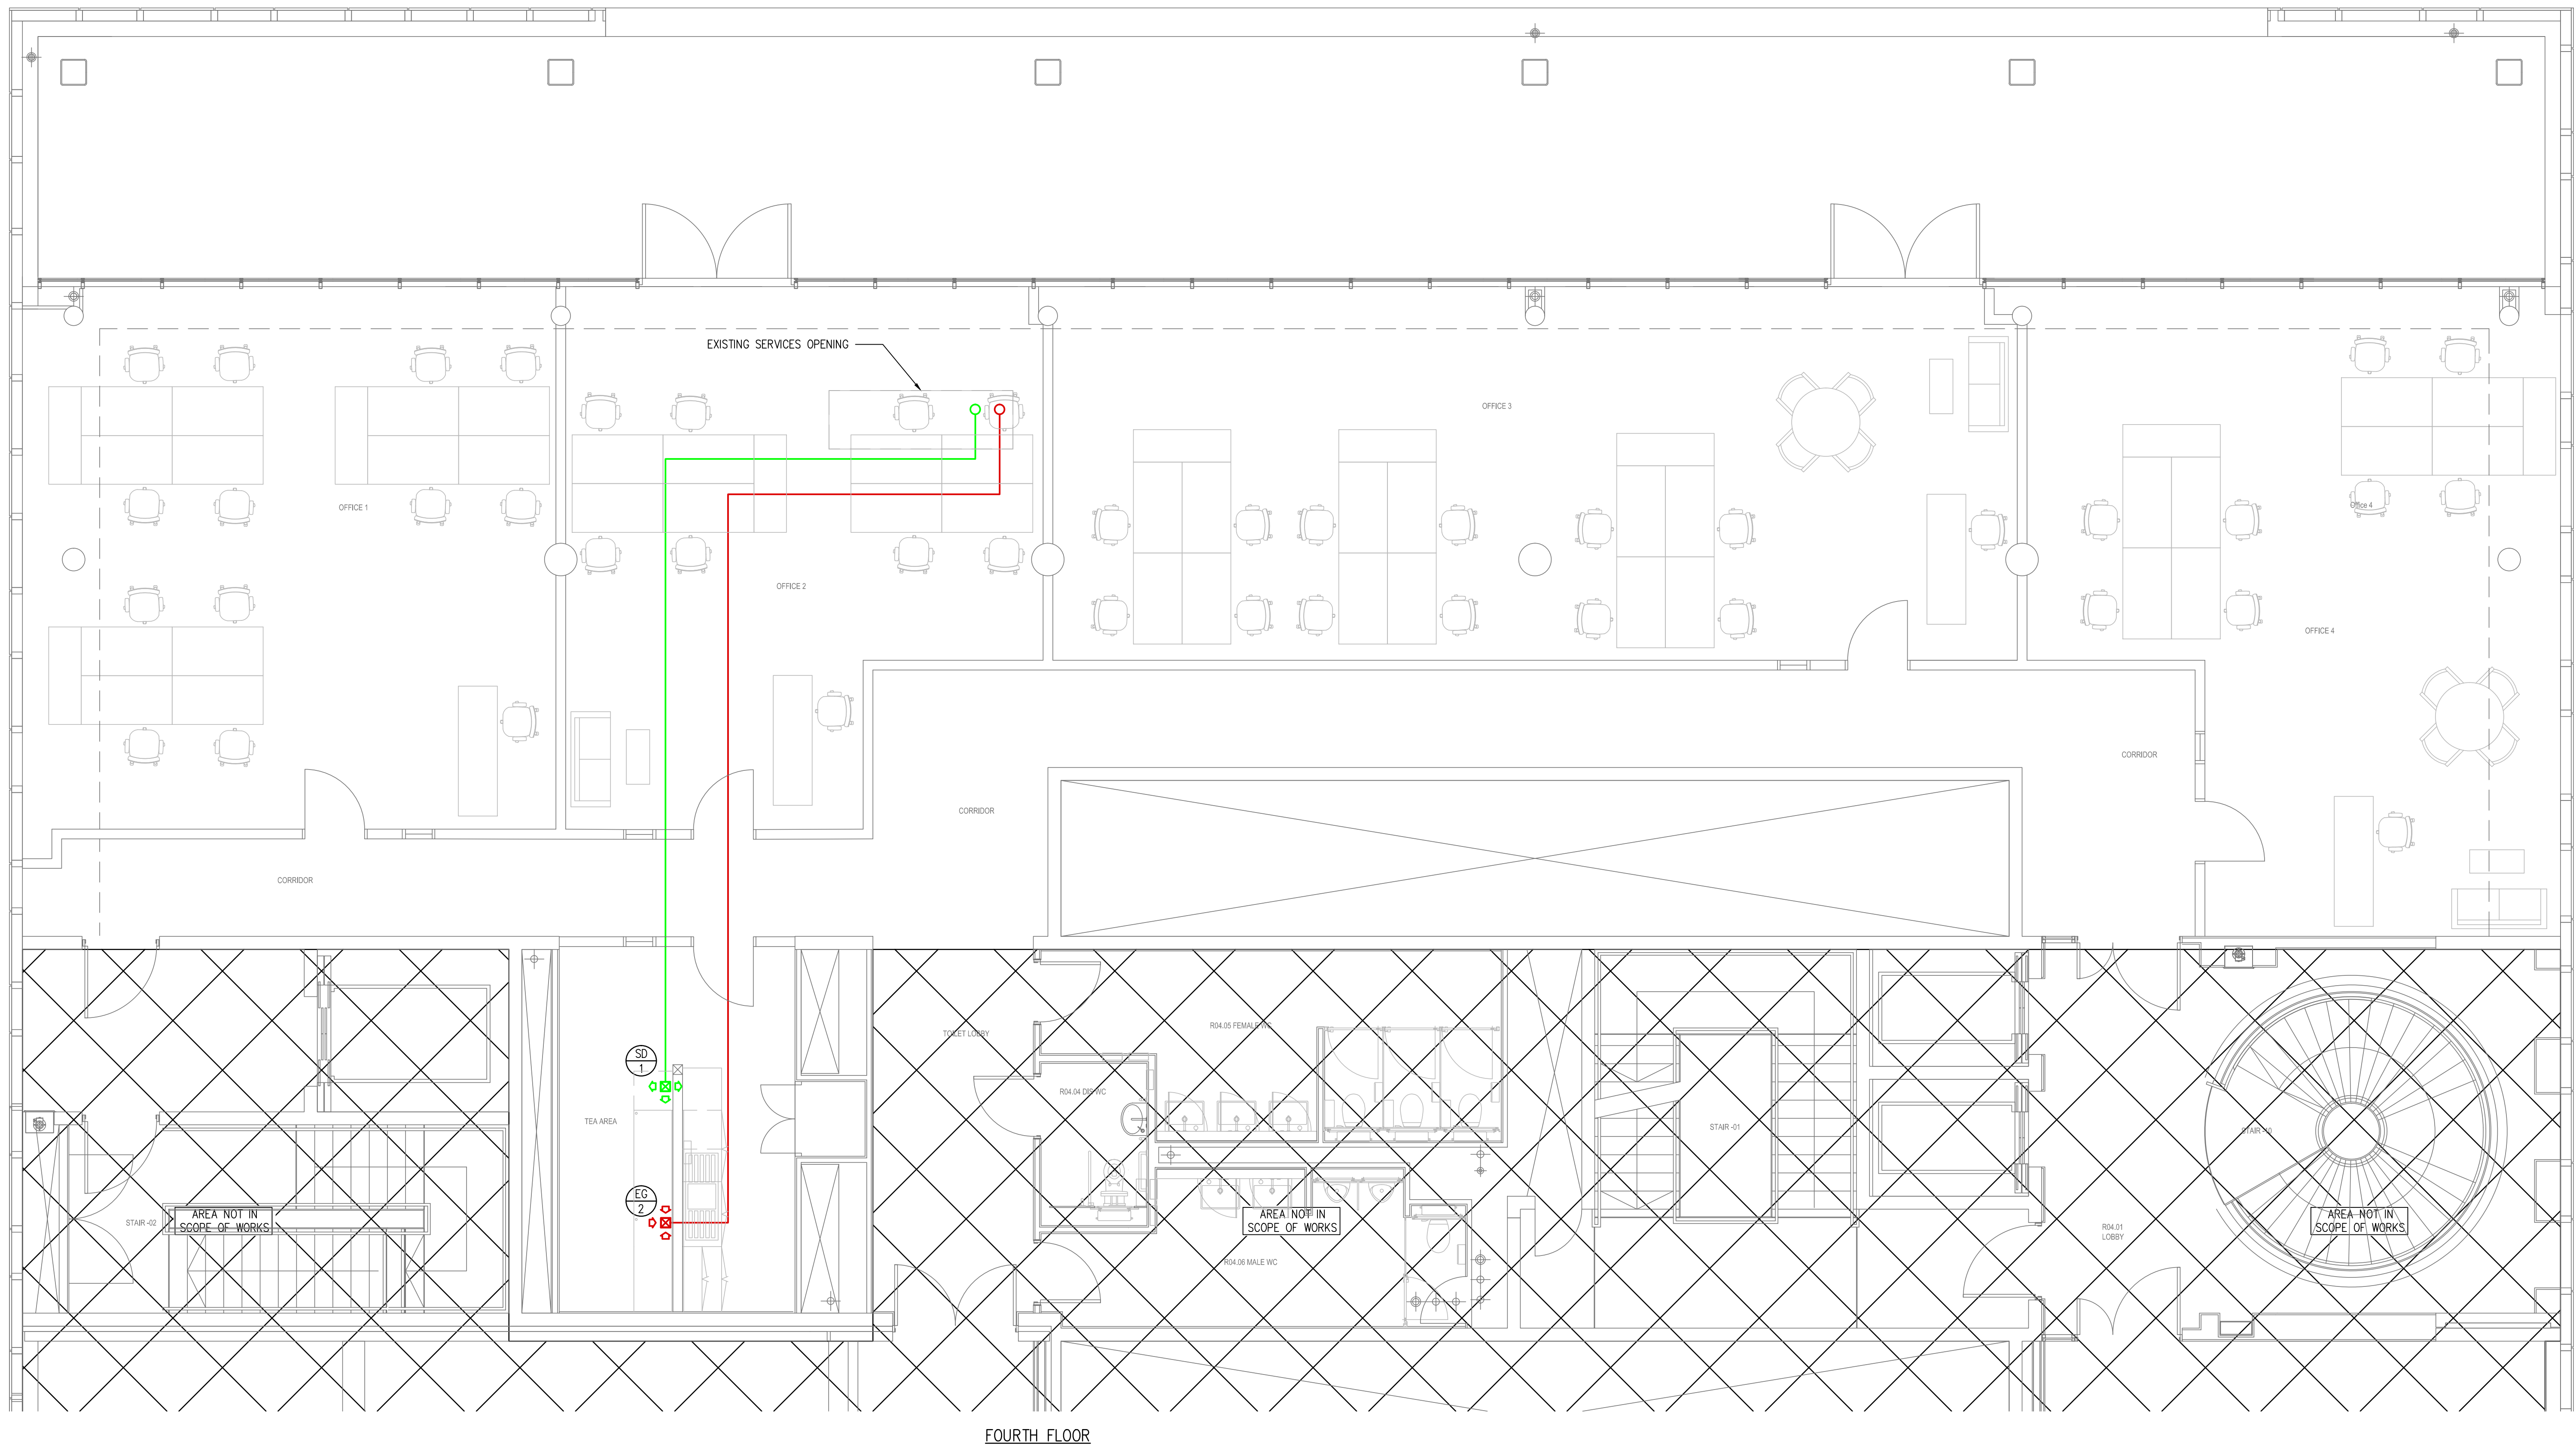 EXISTING SERVICES OPENING
OFFICE 3
OFFICE 1
Office 4
OFFICE 2
OFFICE 4
CORRIDOR
CORRIDOR
CORRIDOR
TOILET LOBBY
R04.05 FEMALE WC
SD
1
R04.04 DIS WC
TEA AREA
STAIR -01
STAIR -10
EG
2
STAIR -02
AREA NOT IN
SCOPE OF WORKS
AREA NOT IN
SCOPE OF WORKS
AREA NOT IN
SCOPE OF WORKS
R04.01
LOBBY
R04.06 MALE WC
FOURTH FLOOR